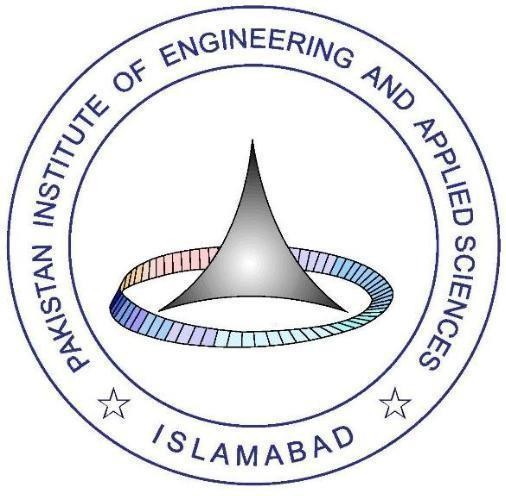 PAKISTAN INSTITUTE OF ENGINEERING AND APPLIED SCIENCES
ISLAMABAD